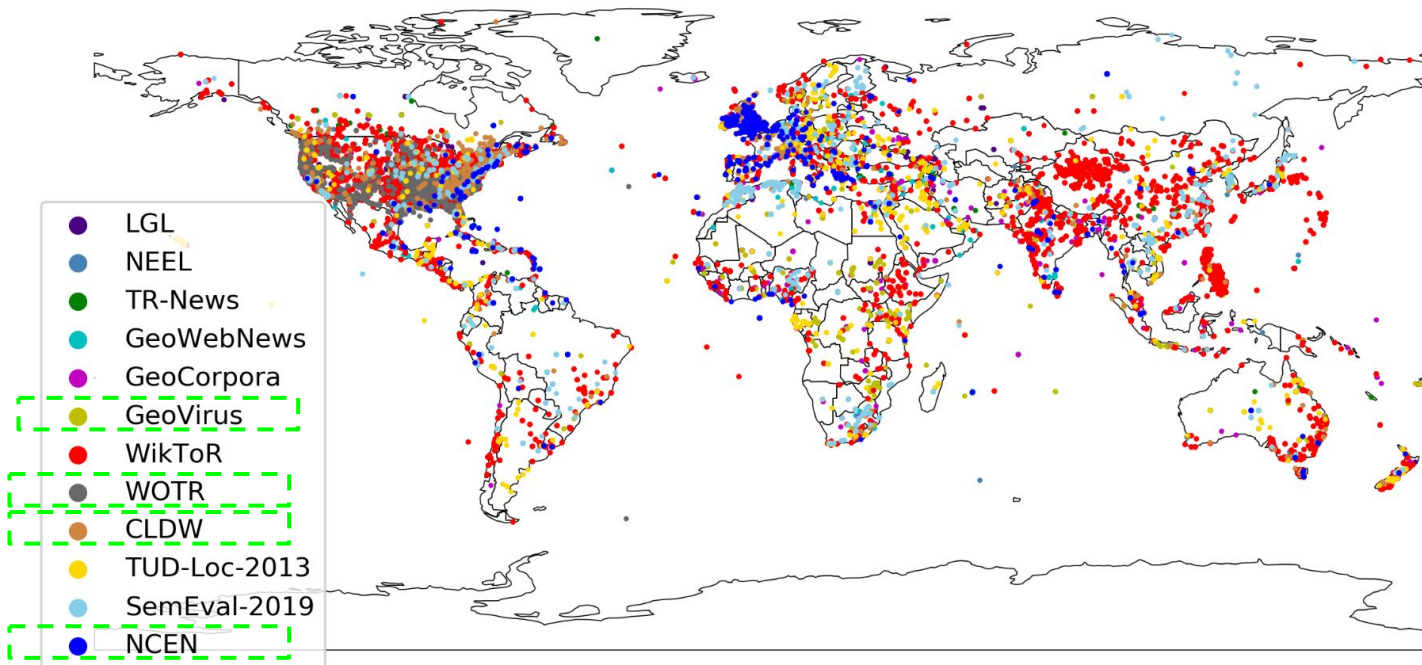 LGL
NEEL
TR-News
GeoWebNews
GeoCorpora
GeoVirus
WikToR
WOTR
CLDW
TUD-Loc-2013
SemEval-2019
NCEN